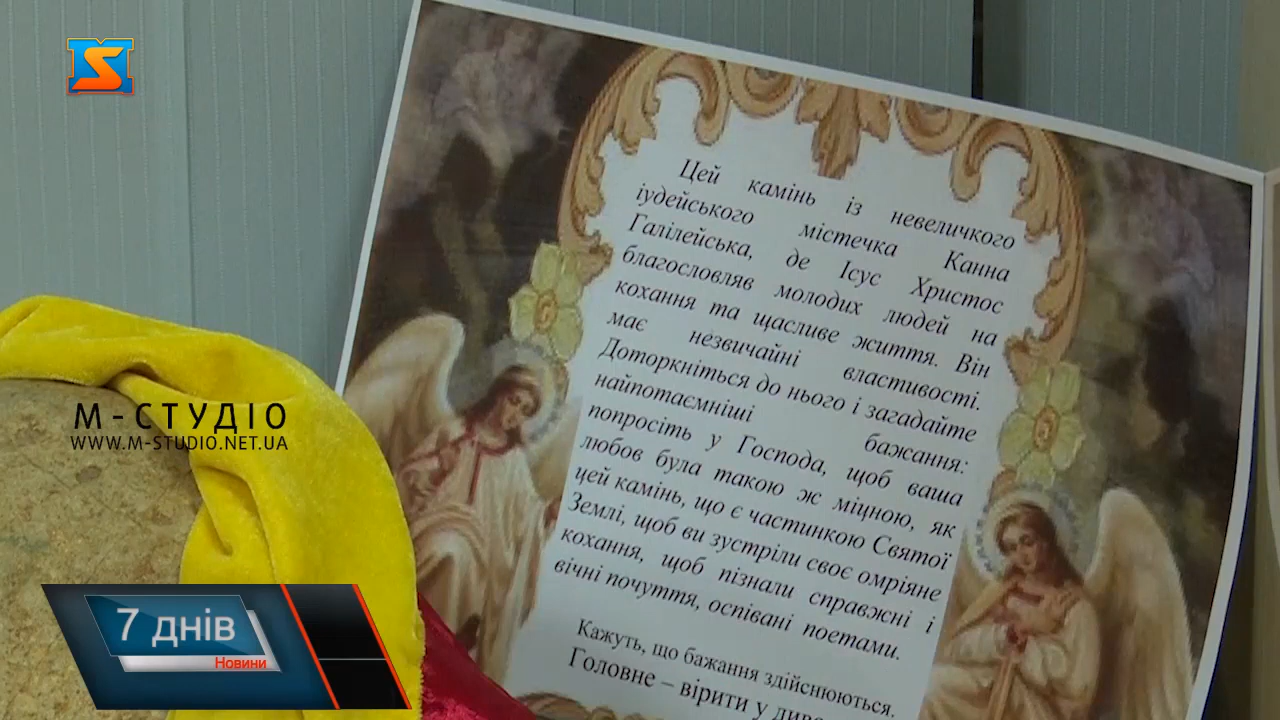 Цей камінь із невеличкого
іудейського містечка Канна
Галілейська, де Ісус Христос
благословляв молодих людей на
кохання та щасливе життя. Він
має незвичайні властивості.
Доторкніться до нього і загадайте
найпотаємніші бажання:
попросіть у Господа, щоб ваша
любов була такою ж міцною, як
цей камінь, що є частинкою Святої
Землі, щоб ви зустріли своє омріяне
кохання, щоб пізнали справжні і
вічні почуття, оспівані поетами.
Кажуть, що бажання здійснюються.
Головне – вірити у
М-СТУДІО
WWW.M-STUDIO.NET.UA
7 днів
Новини